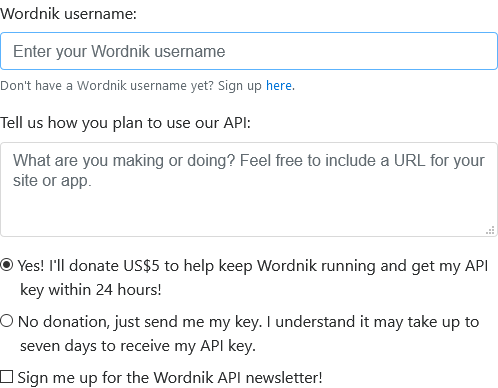 Wordnik username:
Enter your Wordnik username
Don't have a Wordnik username yet? Sign up here.
Tell us how you plan to use our API:
What are you making or doing? Feel free to include a URL for your
site or app.
Yes! I'll donate US$5 to help keep Wordnik running and get my API
key within 24 hours!
No donation, just send me my key. I understand it may take up to
seven days to receive my API key.
Sign me up for the Wordnik API newsletter!